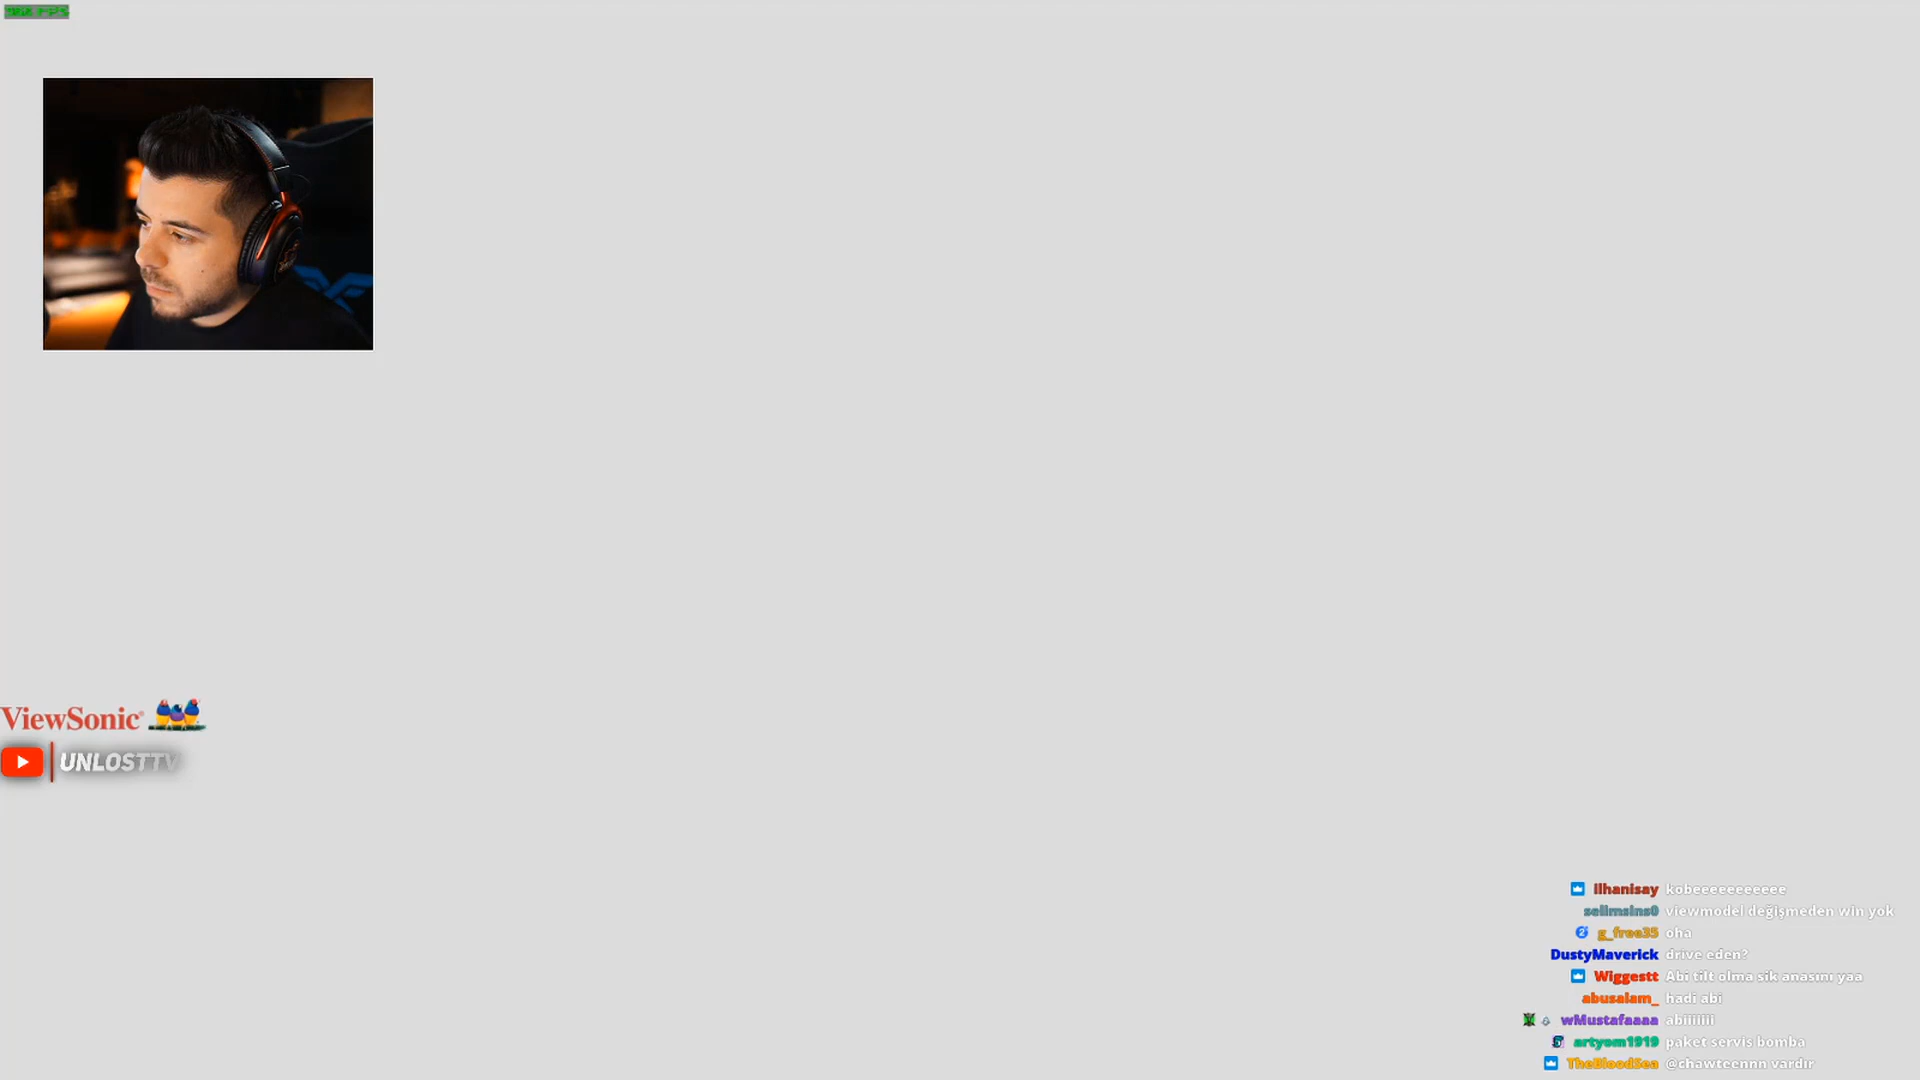 ViewSonic
UNLOSTTV
ilhanisay kobeeeeeeeeeee
selimsins0 viewmodel değişmeden win yok
g_free35 oha
DustyMaverick drive eden?
Wiggestt Abi tilt olma sik anasını yaa
abusalam_ hadi abi
wMustafaaaa abiiiiiii
artyom1919 paket servis bomba
TheBloodSea @chawteennn vardır